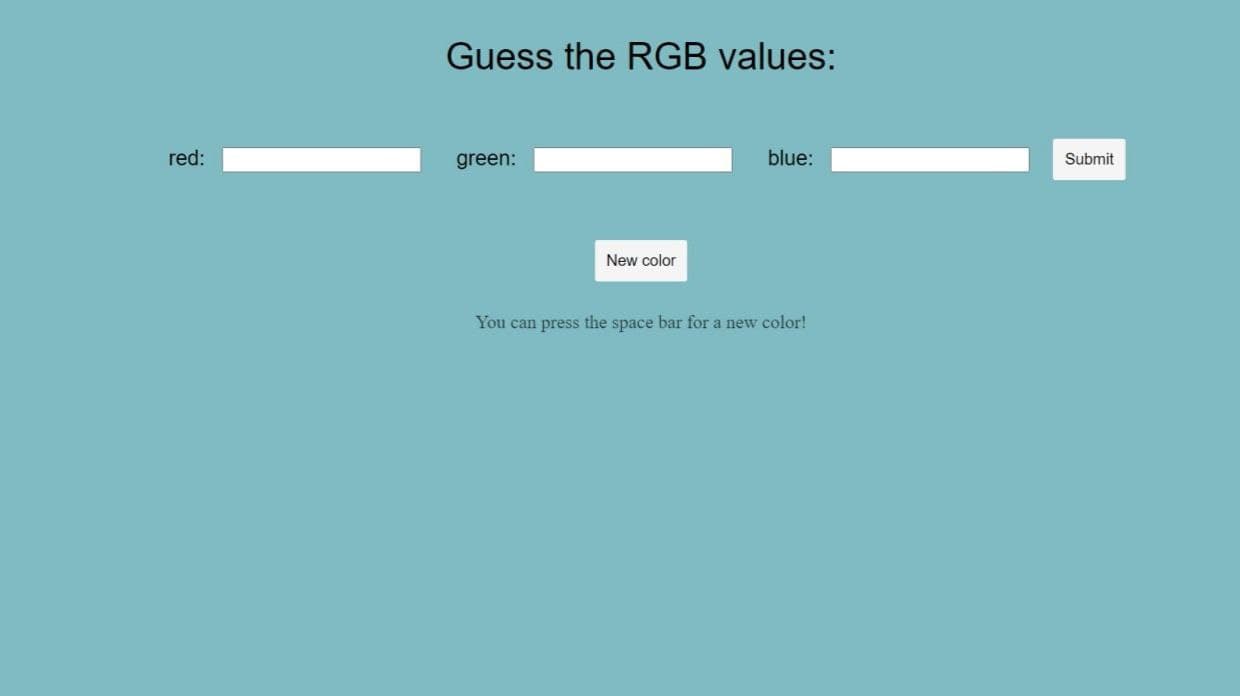 Guess the RGB values:
red: green: blue: Submit
New color
You can press the space bar for a new color!